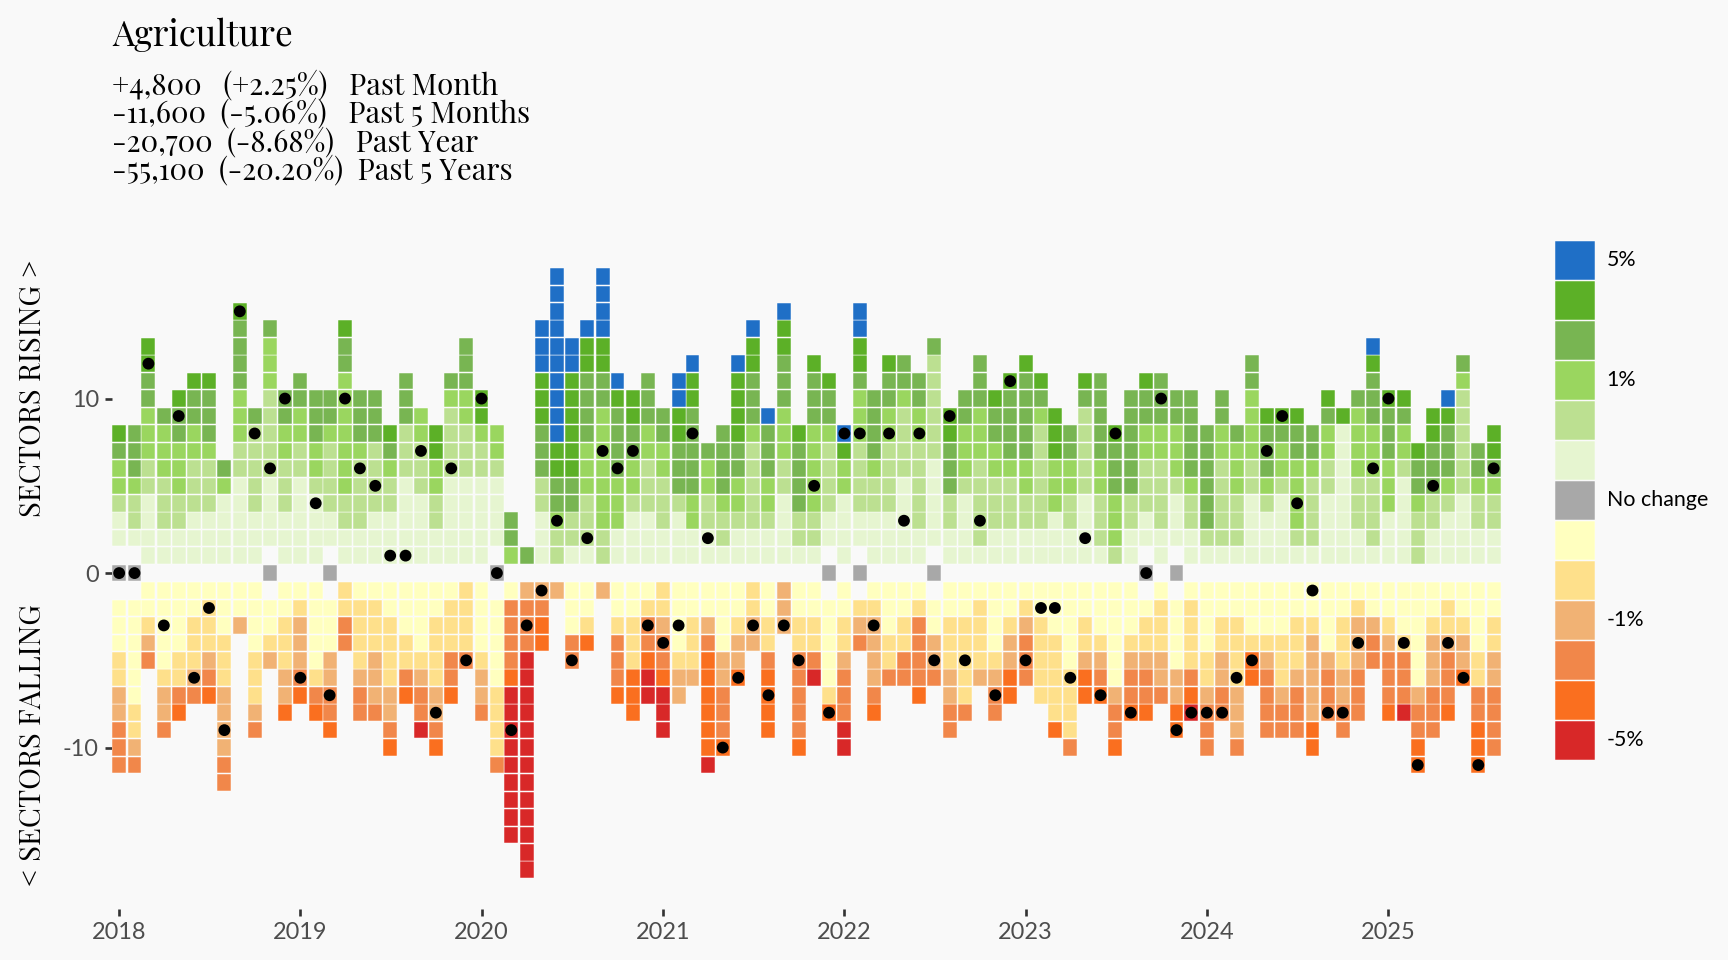 Agriculture
+4,800 (+2.25%) Past Month
-11,600 (-5.06%) Past 5 Months
-20,700 (-8.68%) Past Year
-55,100 (-20.20%) Past 5 Years
SECTORS RISING >
< SECTORS FALLING
10
0
-10
2018 2019 2020 2021 2022 2023 2024 2025
5%
1%
No change
-1%
-5%